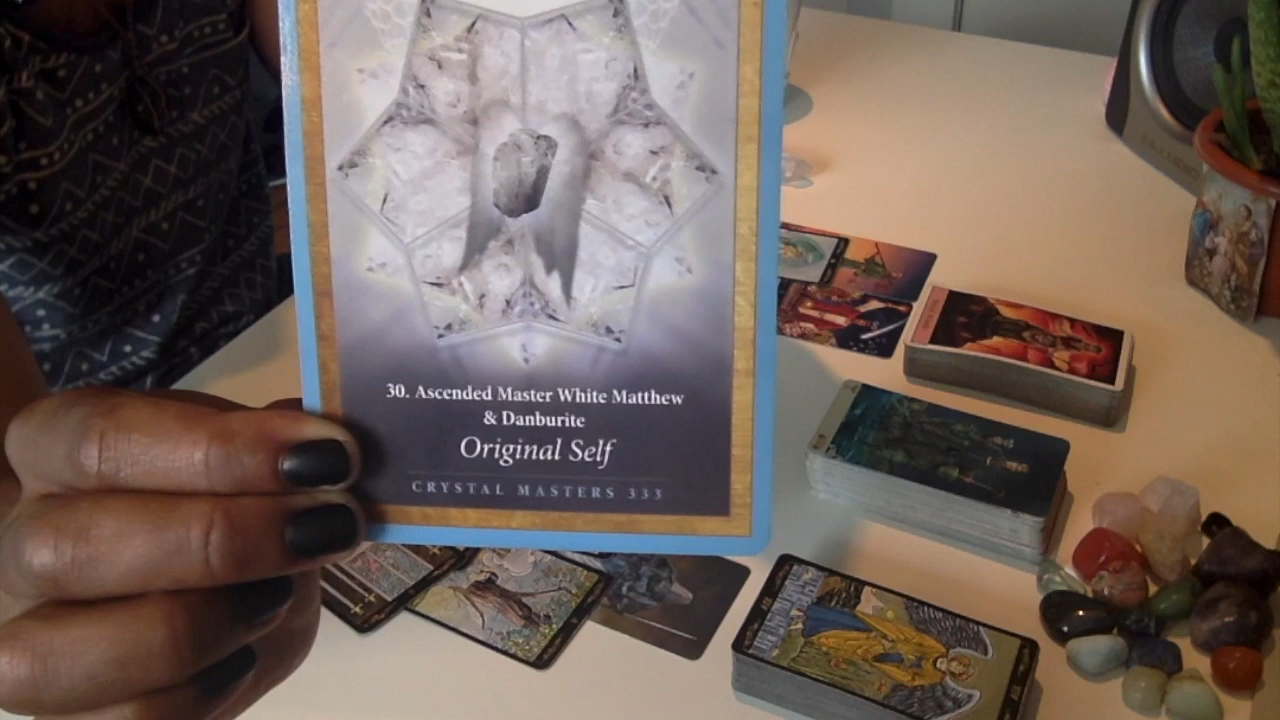 30. Ascended Master White Matthew
& Danburite
Original Self
CRYSTAL MASTERS 333